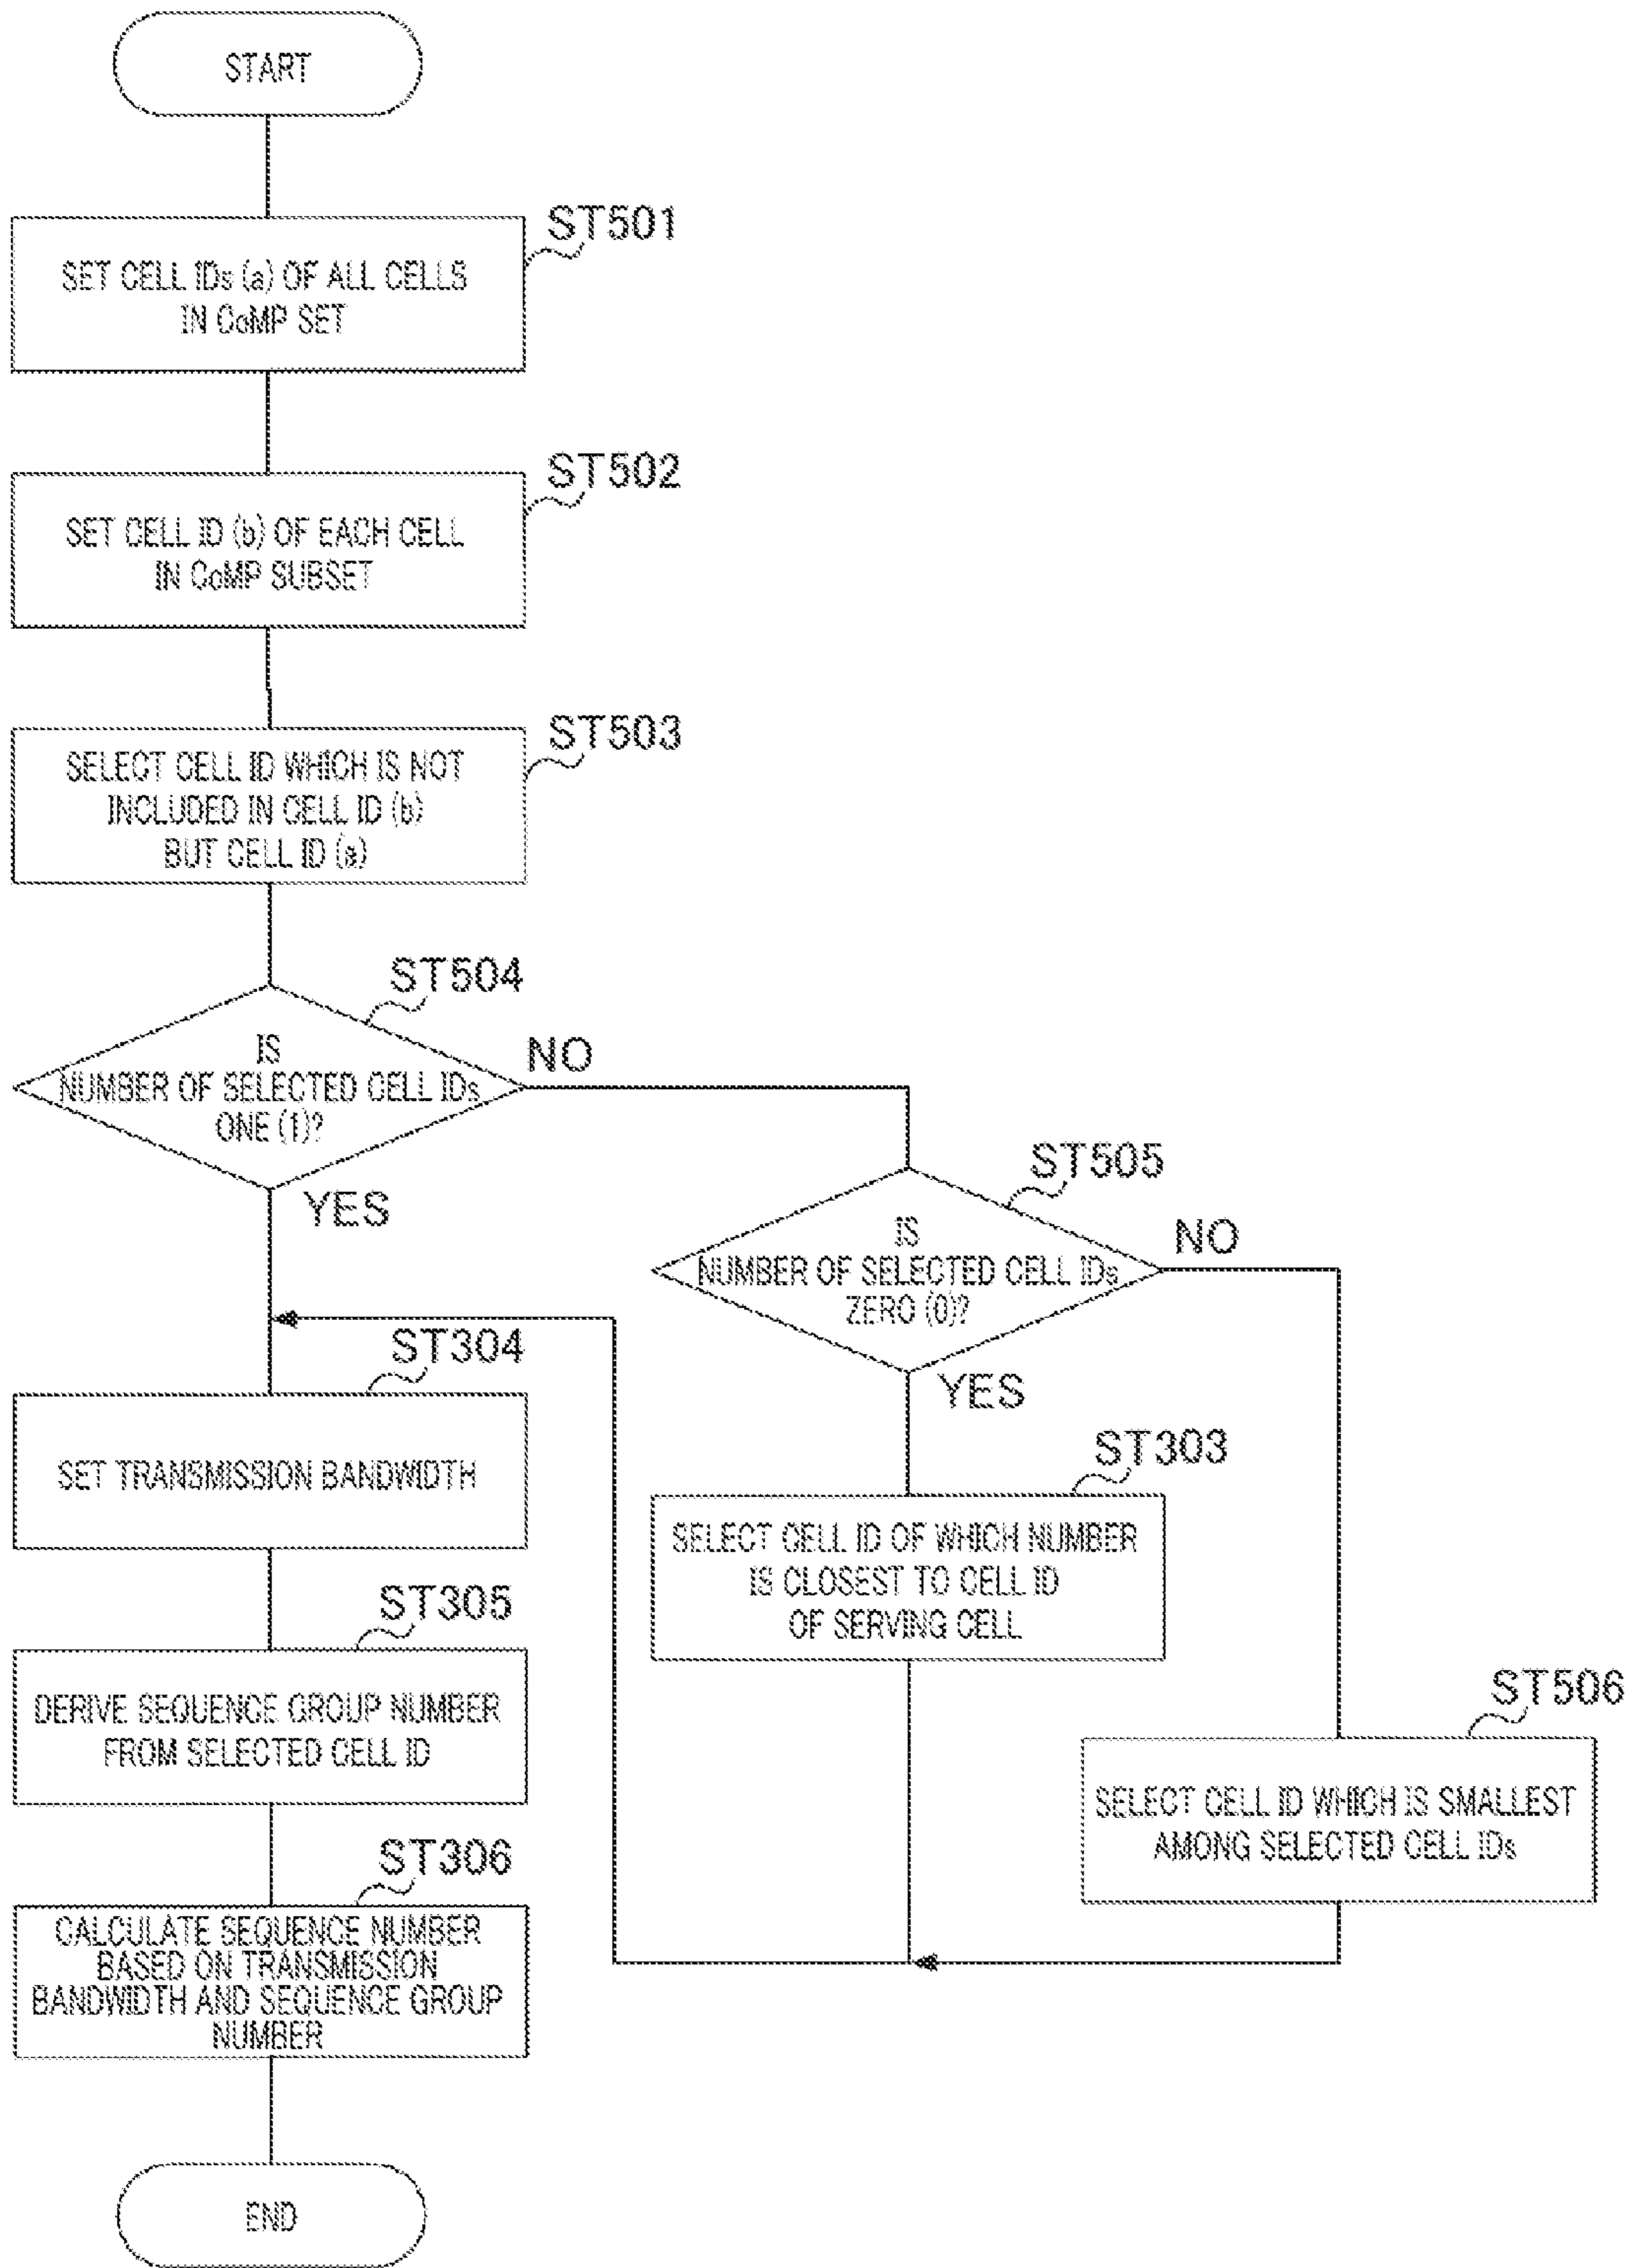 START
ST501
SET CELL IDs (a) OF ALL CELLS
IN CoMP SET
ST502
SET CELL ID (b) OF EACH CELL
IN CoMP SUBSET
ST503
SELECT CELL ID WHICH IS NOT
INCLUDED IN CELL ID (b)
BUT CELL ID (a)
ST504
IS
NUMBER OF SELECTED CELL IDs
ONE (1)?
NO
YES
ST505
IS
NUMBER OF SELECTED CELL IDs
ZERO (0)?
NO
YES
ST303
SELECT CELL ID OF WHICH NUMBER
IS CLOSEST TO CELL ID
OF SERVING CELL
ST506
SELECT CELL ID WHICH IS SMALLEST
AMONG SELECTED CELL IDs
ST304
SET TRANSMISSION BANDWIDTH
ST305
DERIVE SEQUENCE GROUP NUMBER
FROM SELECTED CELL ID
ST306
CALCULATE SEQUENCE NUMBER
BASED ON TRANSMISSION
BANDWIDTH AND SEQUENCE GROUP
NUMBER
END